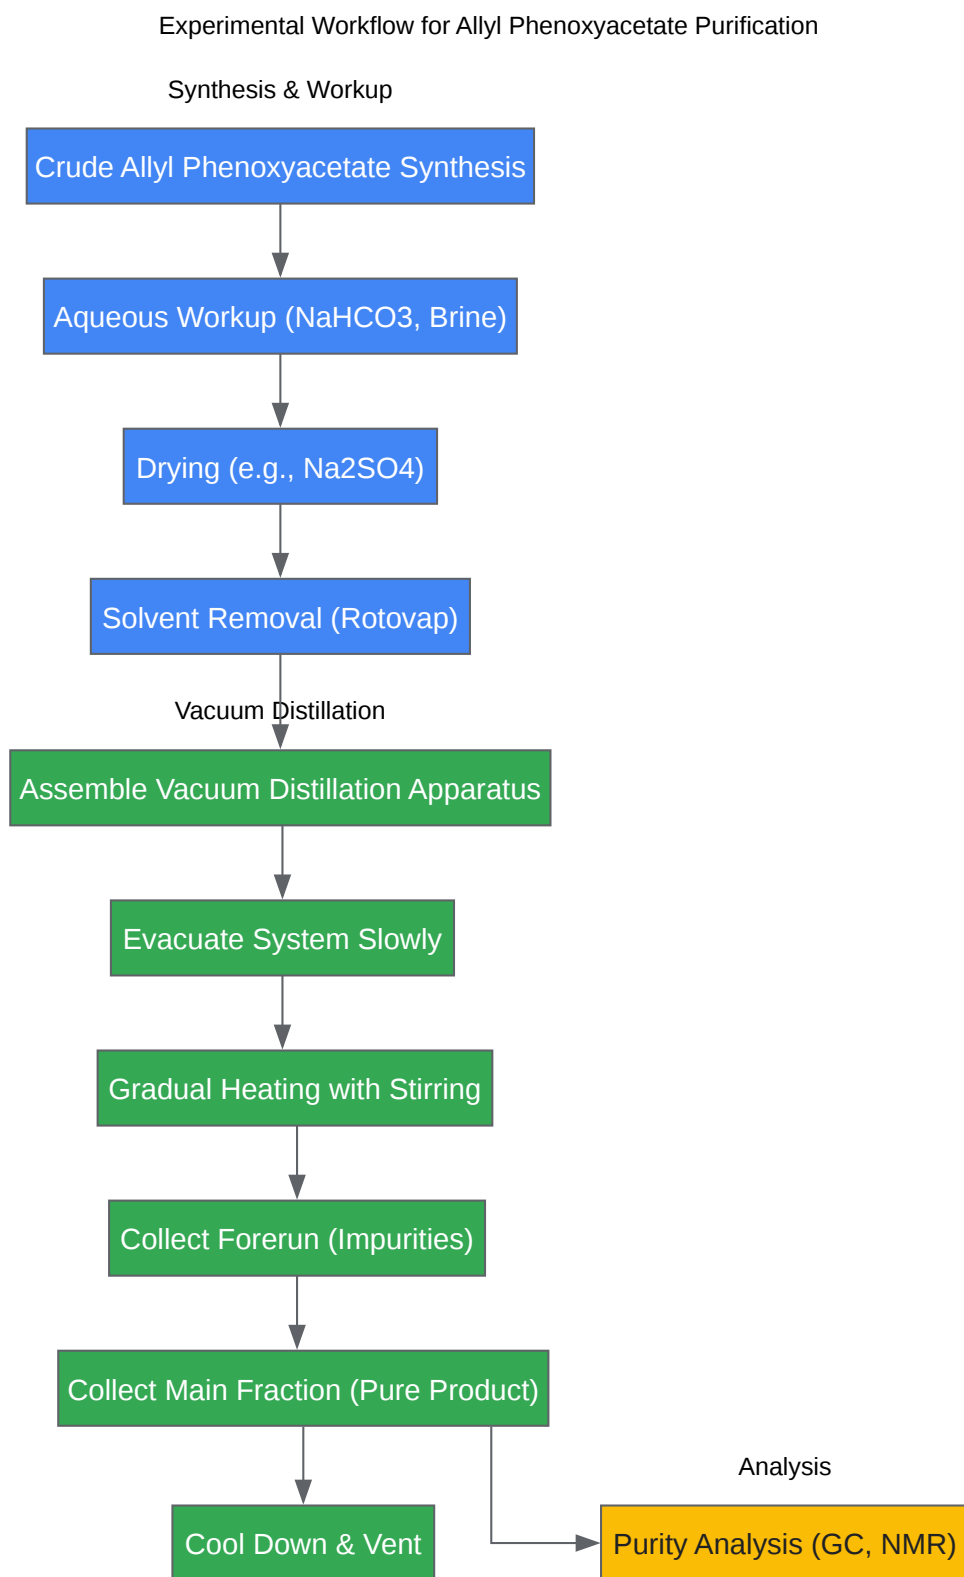 Experimental Workflow for Allyl Phenoxyacetate Purification
Synthesis & Workup
Crude Allyl Phenoxyacetate Synthesis
Aqueous Workup (NaHCO3, Brine)
Drying (e.g., Na2SO4)
Solvent Removal (Rotovap)
Vacuum Distillation
Assemble Vacuum Distillation Apparatus
Evacuate System Slowly
Gradual Heating with Stirring
Collect Forerun (Impurities)
Collect Main Fraction (Pure Product)
Cool Down & Vent
Analysis
Purity Analysis (GC, NMR)